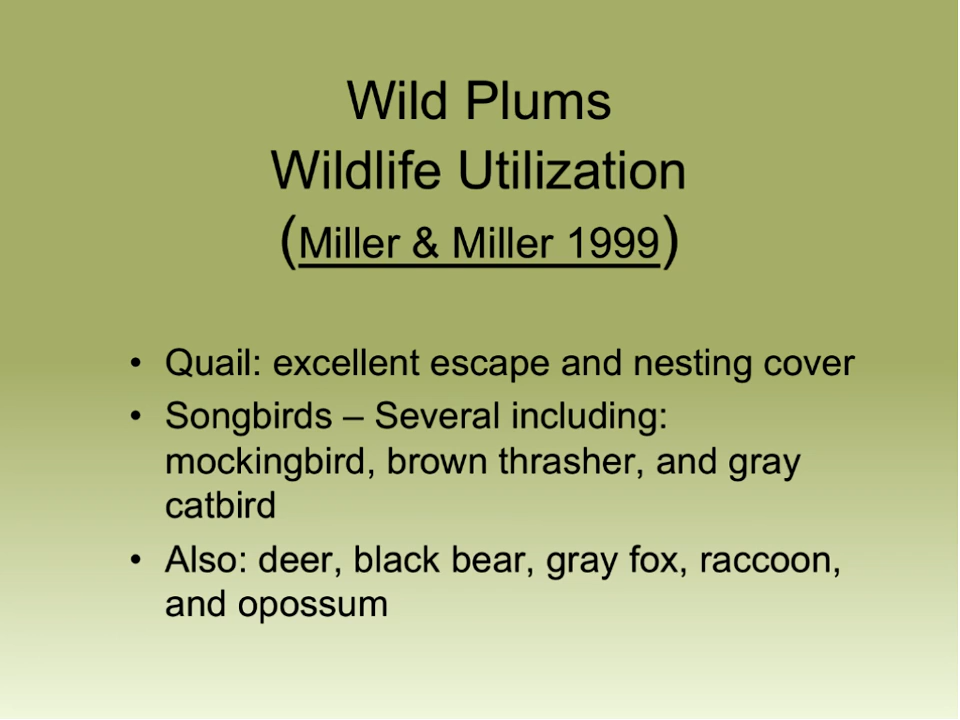 Wild Plums
Wildlife Utilization
(Miller & Miller 1999)
• Quail: excellent escape and nesting cover
• Songbirds – Several including:
mockingbird, brown thrasher, and gray
catbird
• Also: deer, black bear, gray fox, raccoon,
and opossum